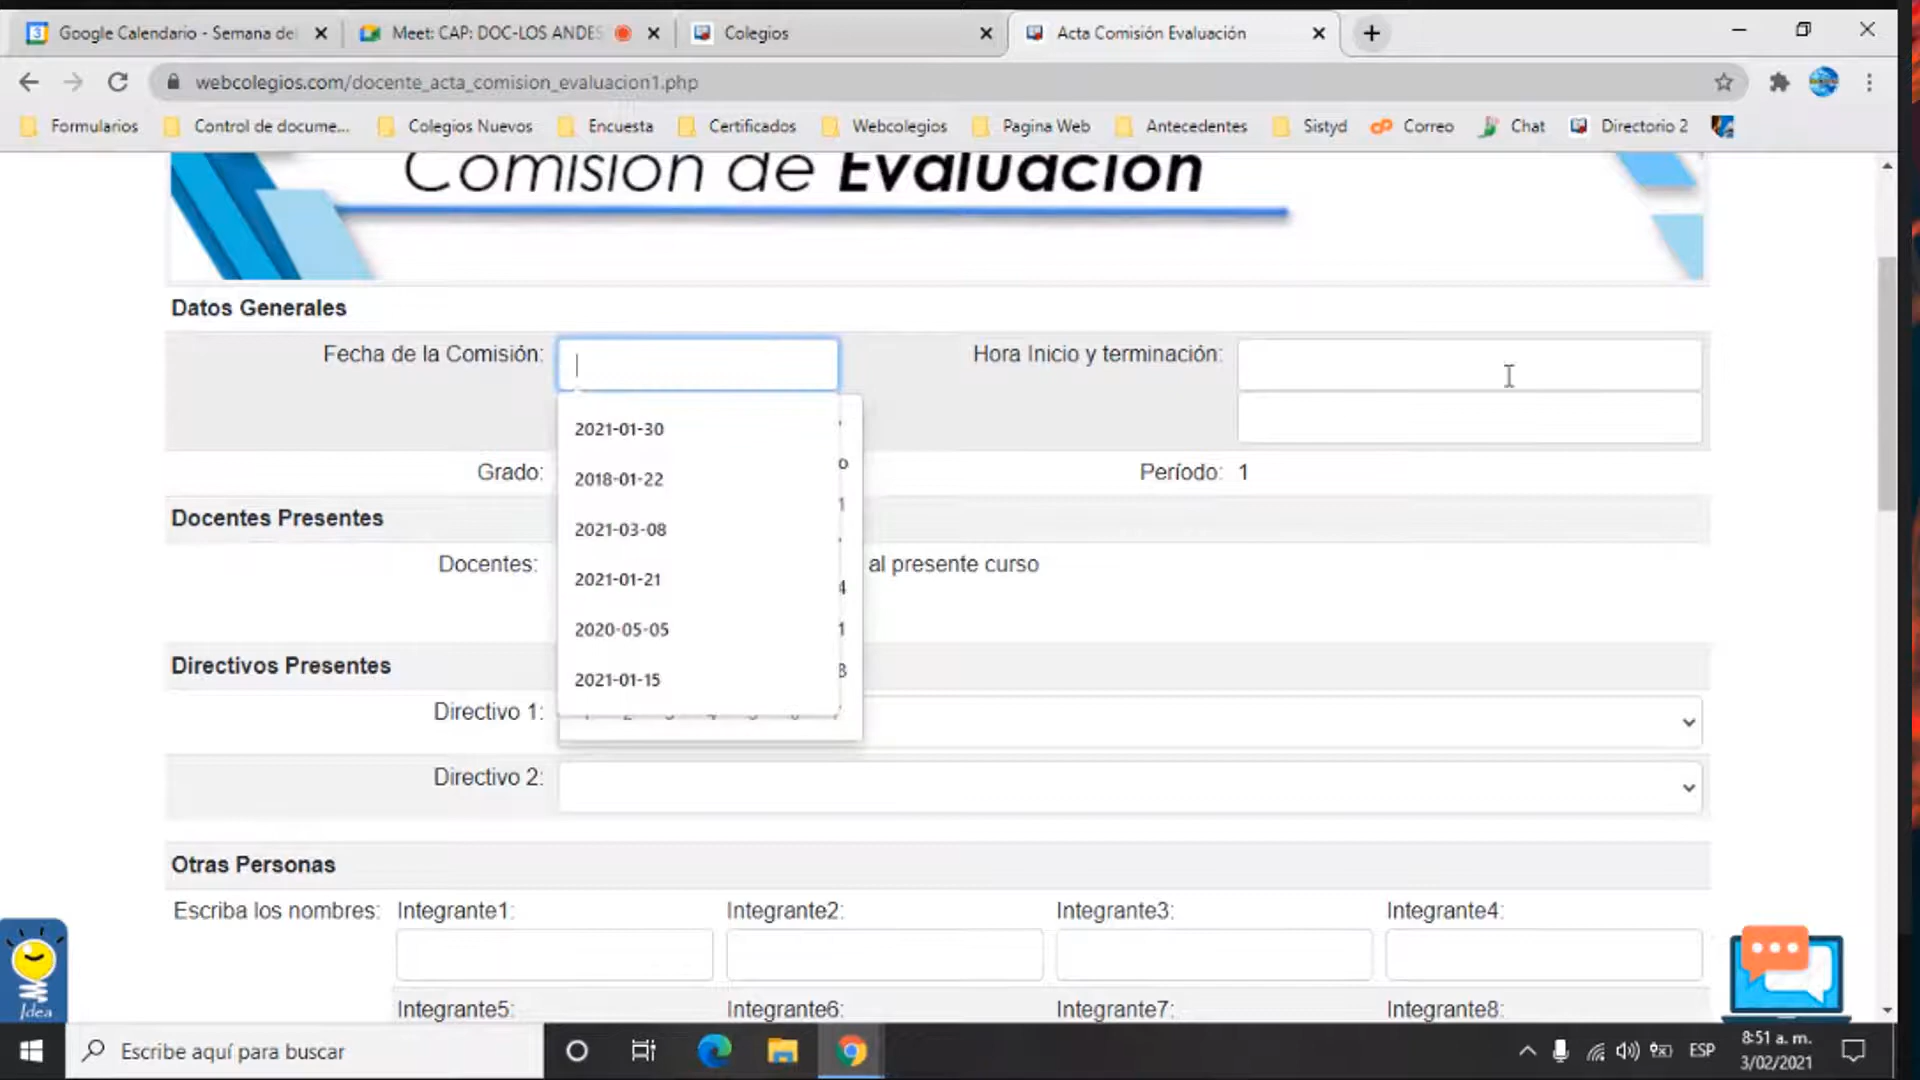 Google Calendario - Semana del
Meet: CAP: DOC-LOS ANDES
Colegios
Acta Comisión Evaluación
webcolegios.com/docente_acta_comision_evaluacion1.php
Formularios
Control de docume...
Colegios Nuevos
Encuesta
Certificados
Webcolegios
Pagina Web
Antecedentes
Sistyd
Correo
Chat
Directorio 2
Comisión de Evaluación
Datos Generales
Fecha de la Comisión:
Hora Inicio y terminación:
2021-01-30
2018-01-22
2021-03-08
2021-01-21
2020-05-05
2021-01-15
Grado:
Período: 1
Docentes Presentes
Docentes:
al presente curso
Directivos Presentes
Directivo 1:
Directivo 2:
Otras Personas
Escriba los nombres:
Integrante1:
Integrante2:
Integrante3:
Integrante4:
Integrante5:
Integrante6:
Integrante7:
Integrante8:
Idea
Escribe aquí para buscar
ESP
8:51 a. m.
3/02/2021